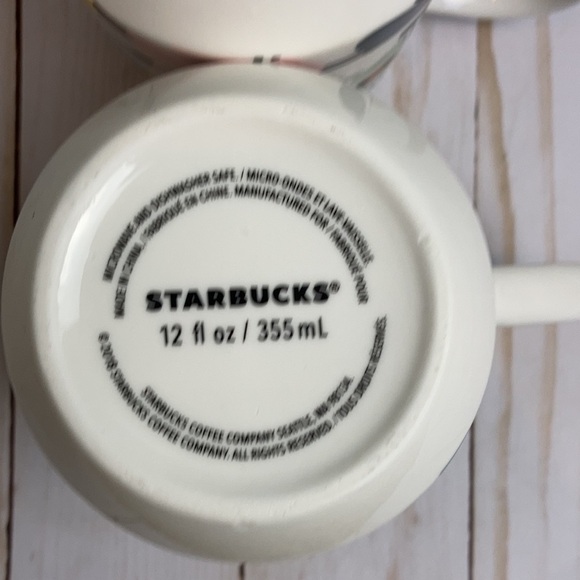 MICROWAVE AND DISHWASHER SAFE. / MICRO-ONDES ET LAVE VAISSELLE
MADE IN CHINA. / FABRIQUÉ EN CHINE. MANUFACTURED FOR / FABRIQUÉ POUR
STARBUCKS®
12 fl oz / 355mL
STARBUCKS COFFEE COMPANY SEATTLE, WA 98134.
©2018 STARBUCKS COFFEE COMPANY. ALL RIGHTS RESERVED. / TOUS DROITS RÉSERVÉS.